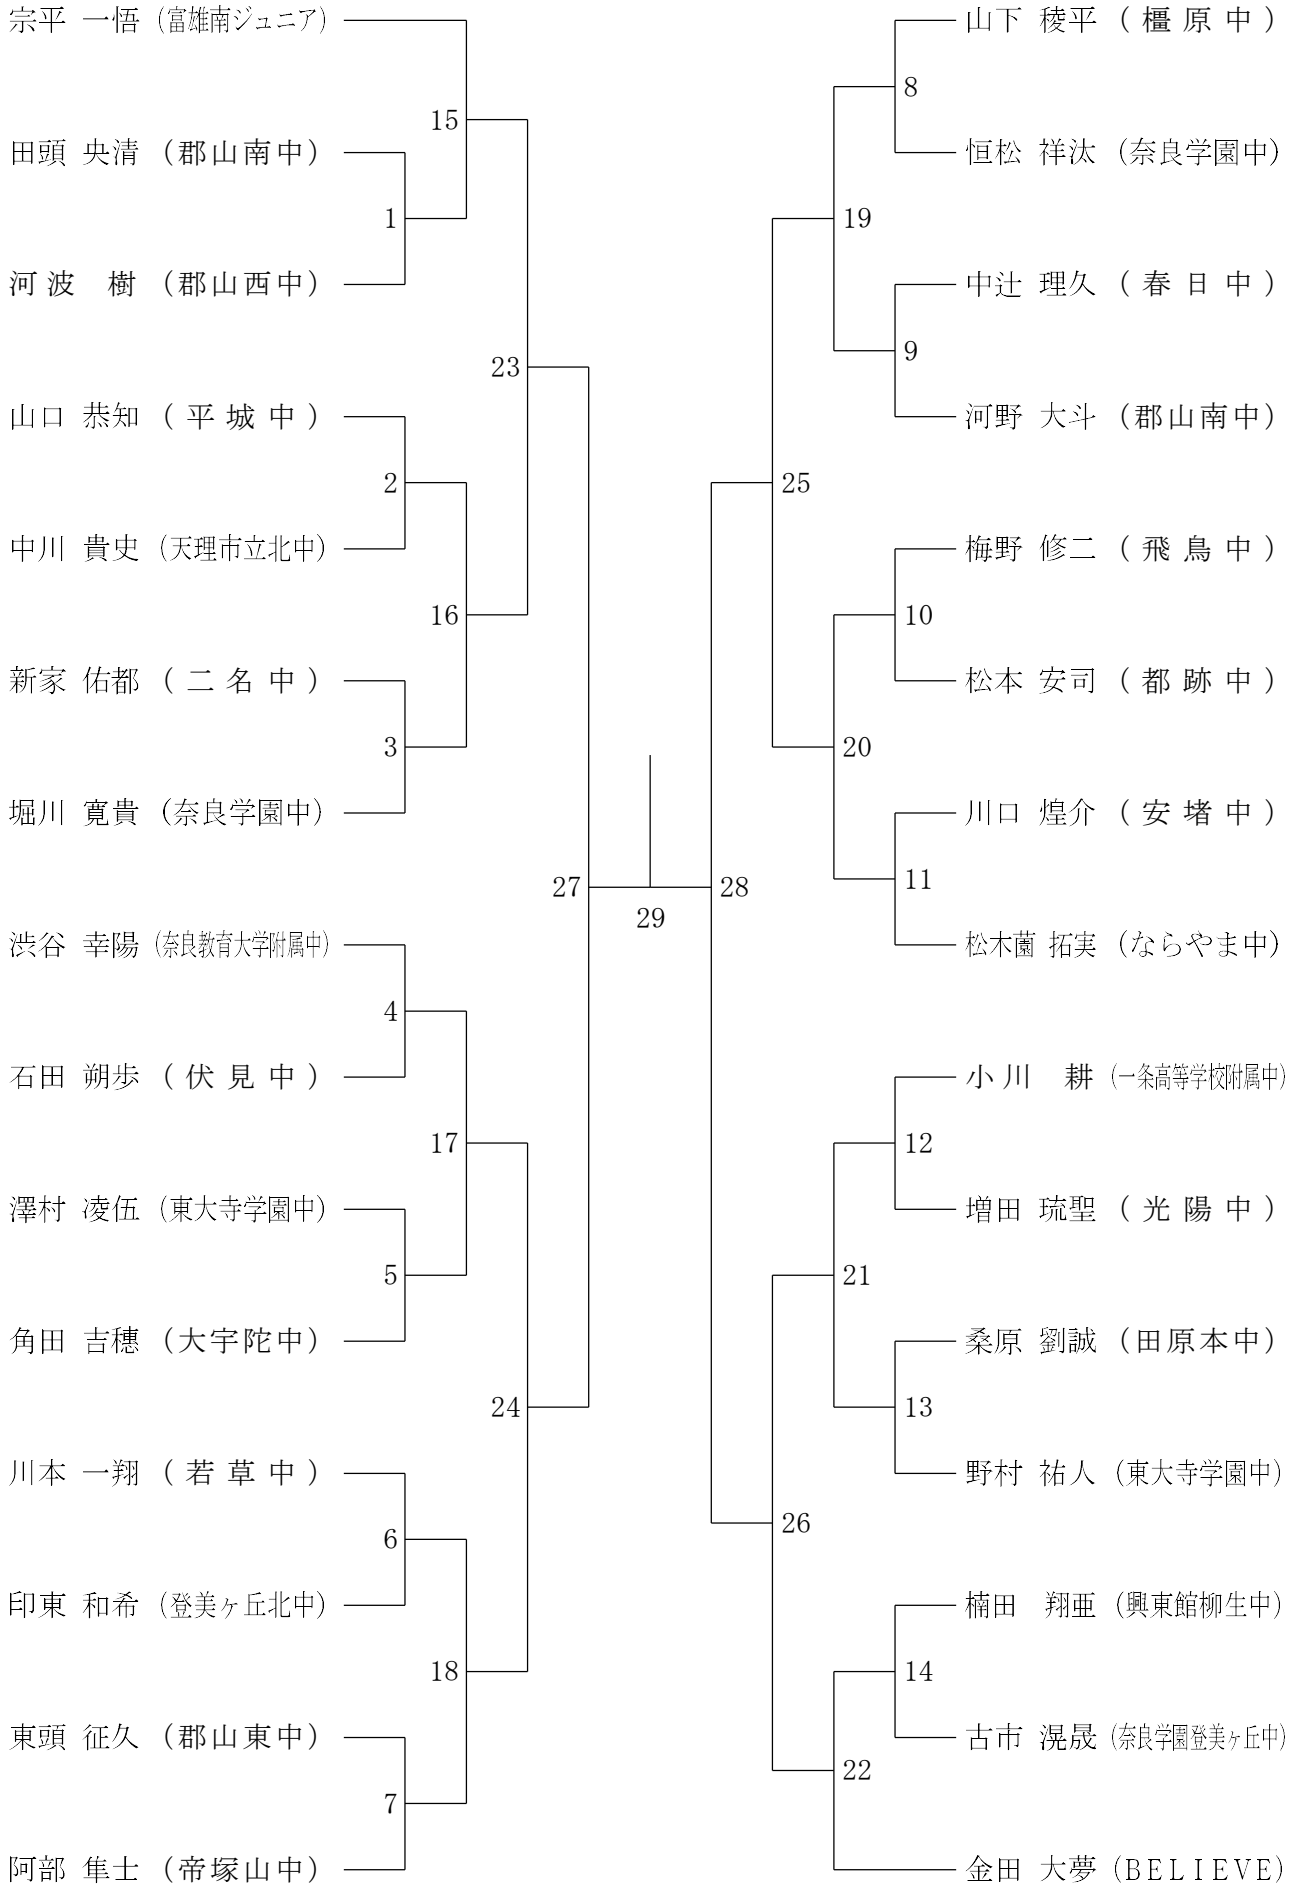 宗平 一悟 (富雄南ジュニア)
15
田頭 央清 (郡山南中)
1
河波 樹 (郡山西中)
23
山口 恭知 (平城中)
2
中川 貴史 (天理市立北中)
16
新家 佑都 (二名中)
3
堀川 寛貴 (奈良学園中)
27
渋谷 幸陽 (奈良教育大学附属中)
4
石田 朔歩 (伏見中)
17
澤村 凌伍 (東大寺学園中)
5
角田 吉穂 (大宇陀中)
24
川本 一翔 (若草中)
6
印東 和希 (登美ヶ丘北中)
18
東頭 征久 (郡山東中)
7
阿部 隼士 (帝塚山中)
29
山下 稜平 (橿原中)
8
恒松 祥汰 (奈良学園中)
19
中辻 理久 (春日中)
9
河野 大斗 (郡山南中)
25
梅野 修二 (飛鳥中)
10
松本 安司 (都跡中)
20
川口 煌介 (安堵中)
11
松木薗 拓実 (ならやま中)
28
小川 耕 (一条高等学校附属中)
12
増田 琉聖 (光陽中)
21
桑原 劉誠 (田原本中)
13
野村 祐人 (東大寺学園中)
26
楠田 翔亜 (興東館柳生中)
14
古市 滉晟 (奈良学園登美ヶ丘中)
22
金田 大夢 (BELIEVE)